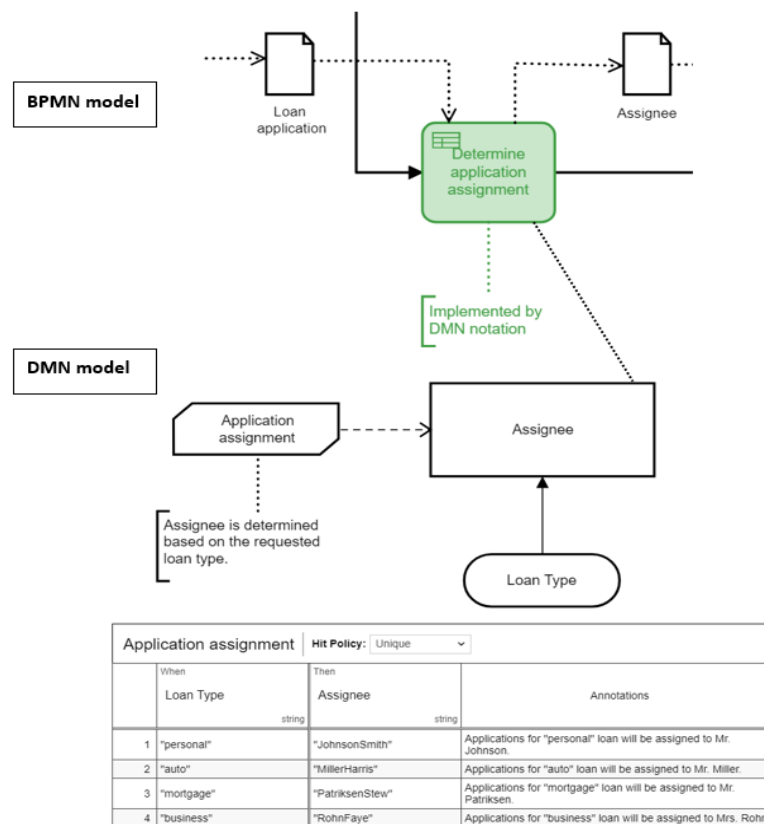 BPMN model
Loan
application
Assignee
Determine
application
assignment
Implemented by
DMN notation
DMN model
Application
assignment
Assignee
Assignee is determined
based on the requested
loan type.
Loan Type
Application assignment Hit Policy: Unique
When Then
Loan Type Assignee Annotations
string string
1 "personal" "JohnsonSmith" Applications for "personal" loan will be assigned to Mr.
Johnson.
2 "auto" "MillerHarris" Applications for "auto" loan will be assigned to Mr. Miller.
3 "mortgage" "PatriksenStew" Applications for "mortgage" loan will be assigned to Mr.
Patriksen.
4 "business" "RohnFaye" Applications for "business" loan will be assigned to Mrs. Rohn